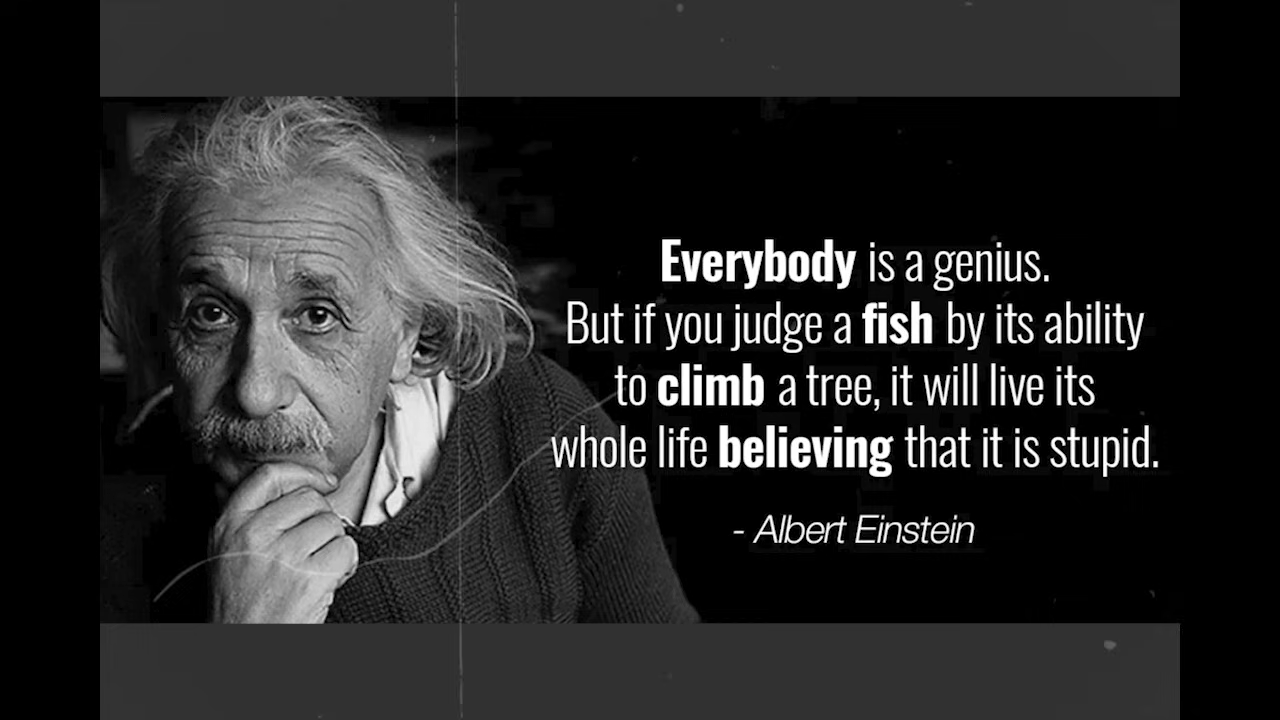 Everybody is a genius.
But if you judge a fish by its ability
to climb a tree, it will live its
whole life believing that it is stupid.
- Albert Einstein